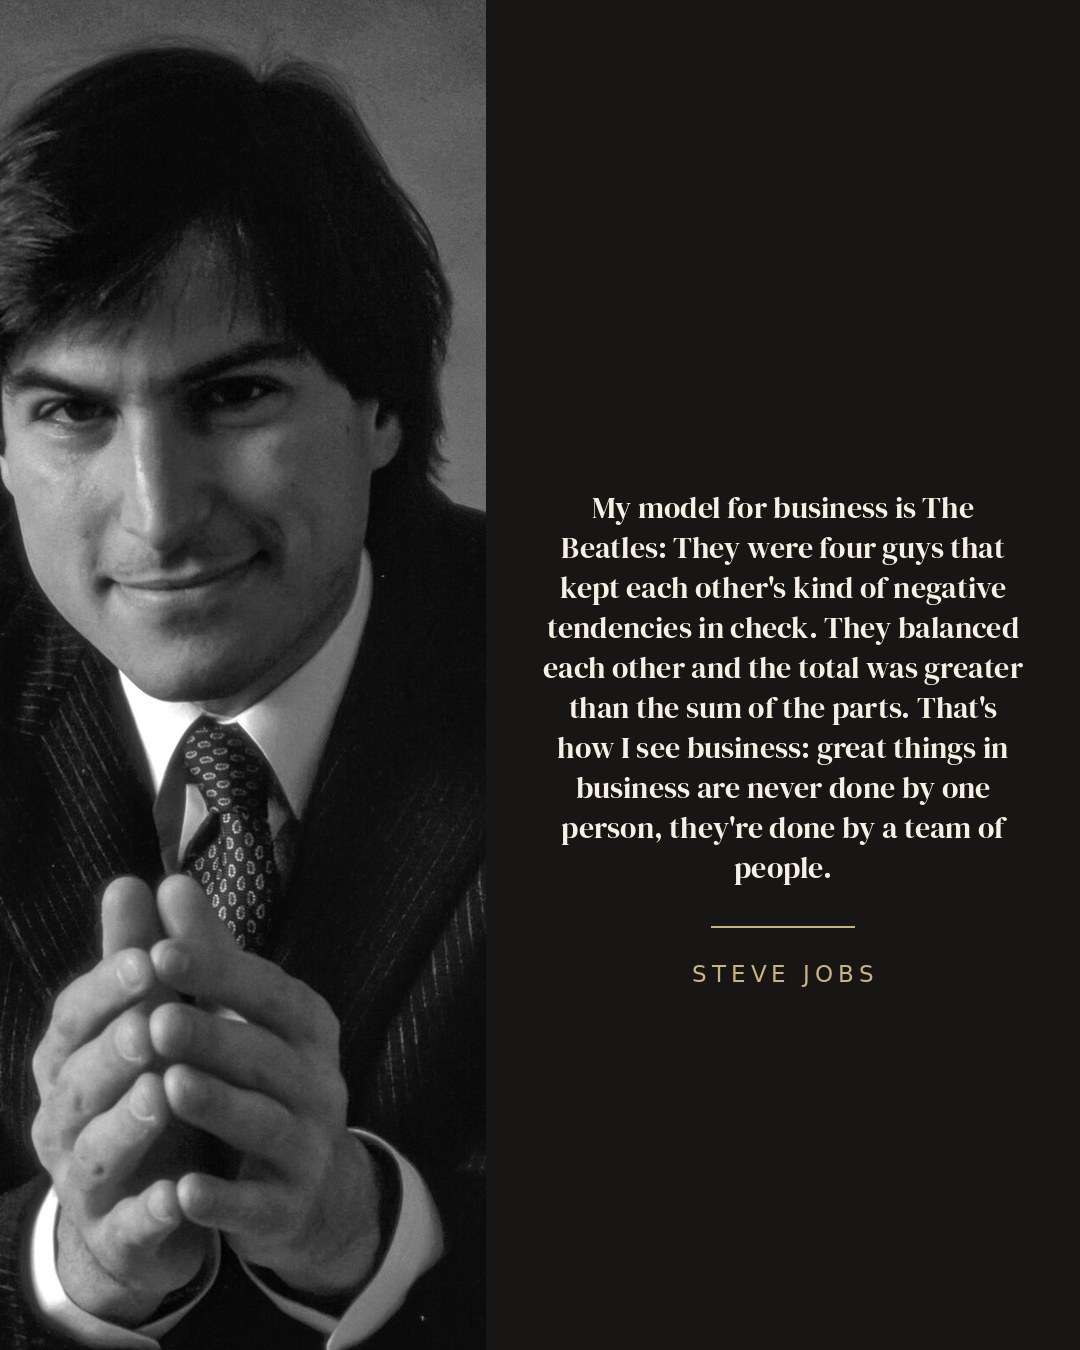 My model for business is The
Beatles: They were four guys that
kept each other's kind of negative
tendencies in check. They balanced
each other and the total was greater
than the sum of the parts. That's
how I see business: great things in
business are never done by one
person, they're done by a team of
people.
STEVE JOBS